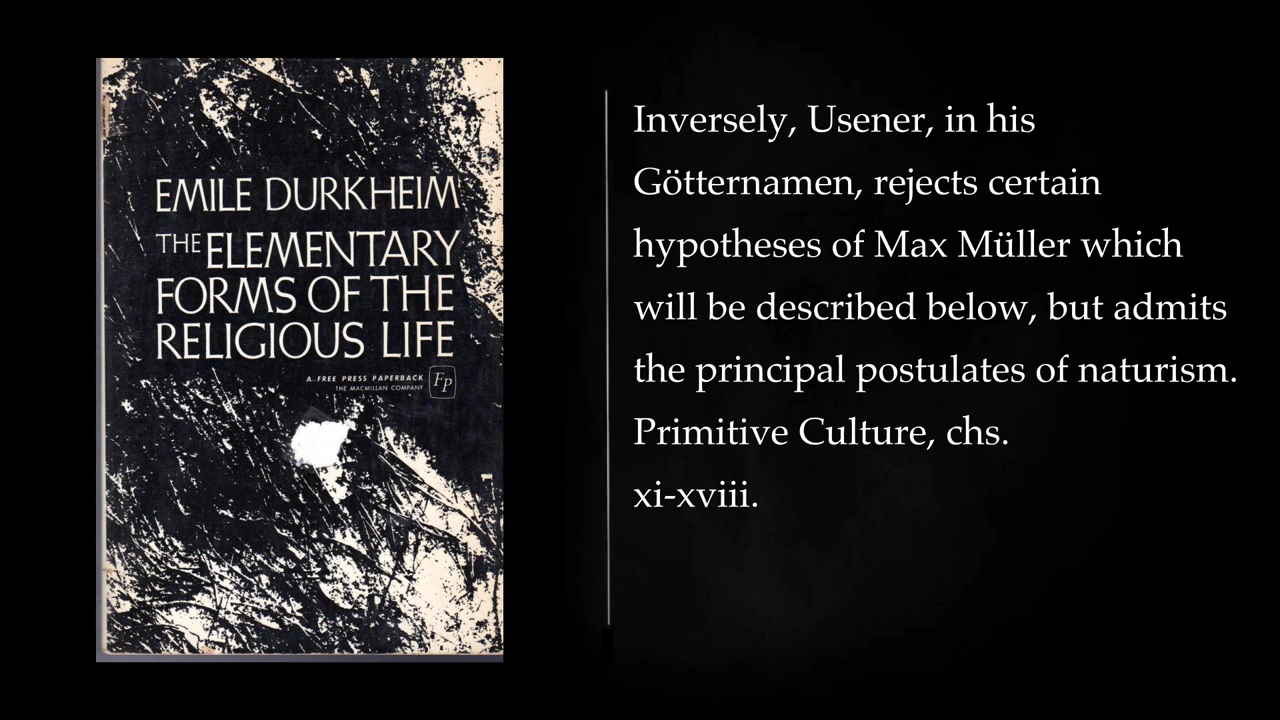 EMILE DURKHEIM
THE ELEMENTARY
FORMS OF THE
RELIGIOUS LIFE
A FREE PRESS PAPERBACK
THE MACMILLAN COMPANY
Fp
Inversely, Usener, in his
Götternamen, rejects certain
hypotheses of Max Müller which
will be described below, but admits
the principal postulates of naturism.
Primitive Culture, chs.
xi-xviii.